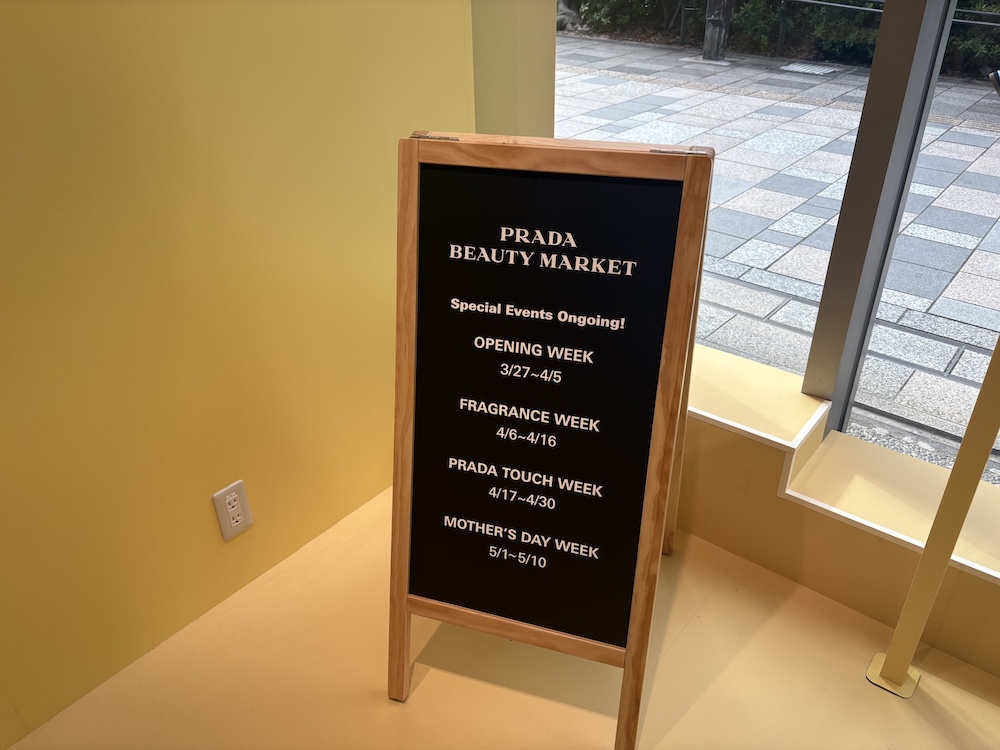 PRADA
BEAUTY MARKET
Special Events Ongoing!
OPENING WEEK
3/27~4/5
FRAGRANCE WEEK
4/6~4/16
PRADA TOUCH WEEK
4/17~4/30
MOTHER'S DAY WEEK
5/1~5/10